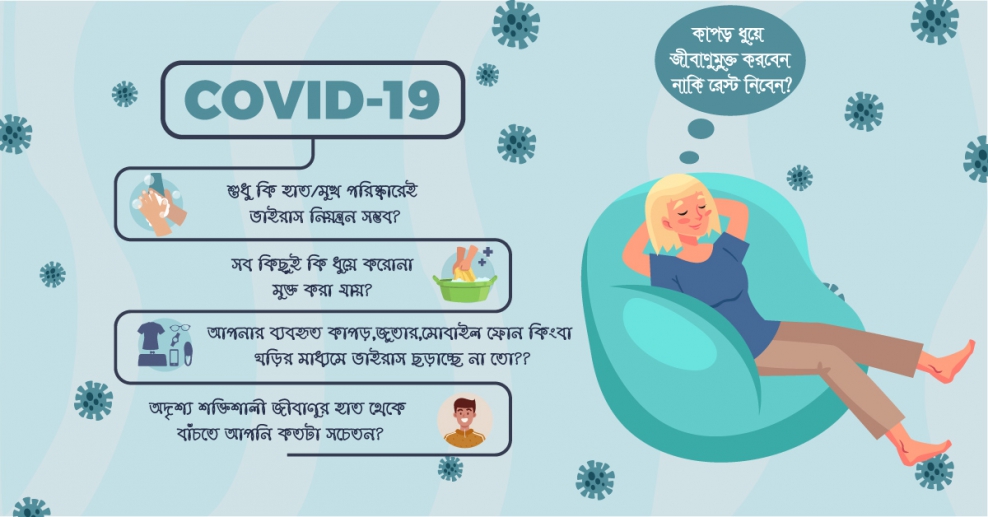 COVID-19
শুধু কি হাত/মুখ পরিস্কারেই
ভাইরাস নিয়ন্ত্রন সম্ভব?
সব কিছুই কি ধুয়ে করোনা
মুক্ত করা যায়?
আপনার ব্যবহৃত কাপড়,জুতার,মোবাইল ফোন কিংবা
ঘড়ির মাধ্যমে ভাইরাস ছড়াচ্ছে না তো??
অদৃশ্য শক্তিশালী জীবাণুর হাত থেকে
বাঁচতে আপনি কতটা সচেতন?
কাপড় ধুয়ে
জীবাণুমুক্ত করবেন
নাকি রেস্ট নিবেন?